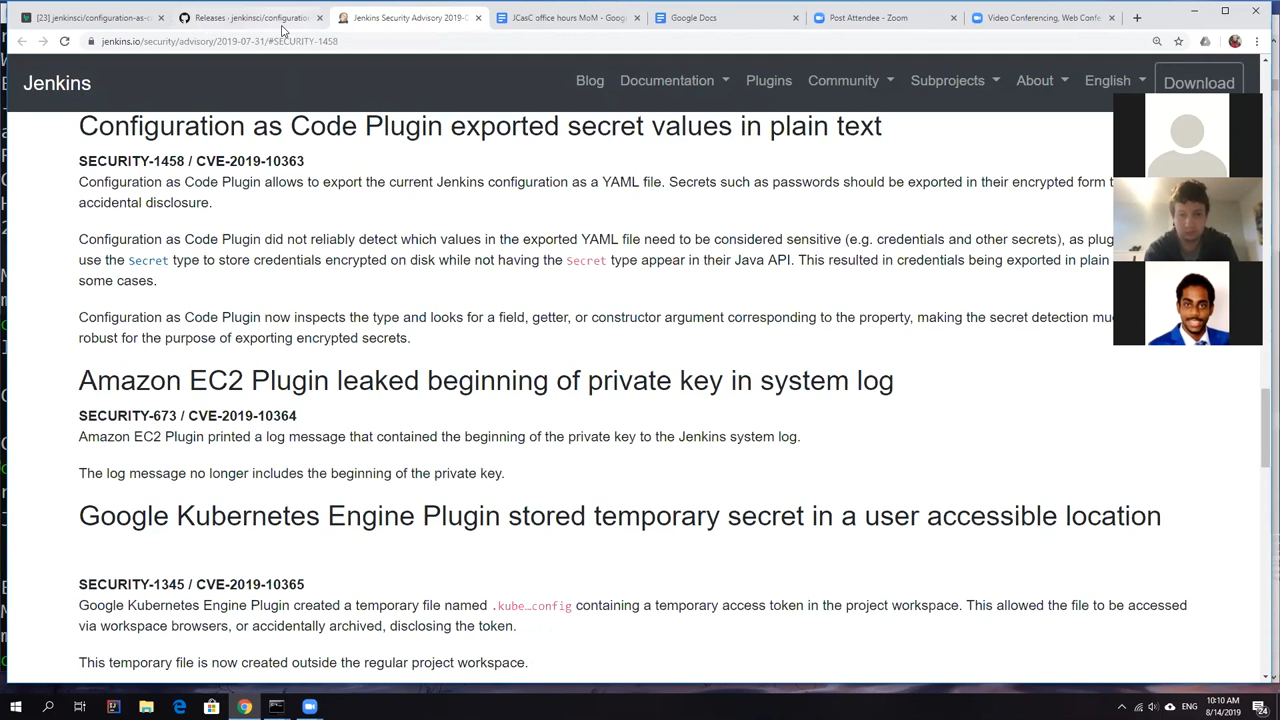 [23] jenkinsci/configuration-as-c
Releases · jenkinsci/configuratio
Jenkins Security Advisory 2019-0
JCasC office hours MoM - Goog
Google Docs
Post Attendee - Zoom
Video Conferencing, Web Confe
jenkins.io/security/advisory/2019-07-31/#SECURITY-1458
Jenkins
Blog
Documentation
Plugins
Community
Subprojects
About
English
Download
Configuration as Code Plugin exported secret values in plain text
SECURITY-1458 / CVE-2019-10363
Configuration as Code Plugin allows to export the current Jenkins configuration as a YAML file. Secrets such as passwords should be exported in their encrypted form t
accidental disclosure.
Configuration as Code Plugin did not reliably detect which values in the exported YAML file need to be considered sensitive (e.g. credentials and other secrets), as plug
use the Secret type to store credentials encrypted on disk while not having the Secret type appear in their Java API. This resulted in credentials being exported in plain
some cases.
Configuration as Code Plugin now inspects the type and looks for a field, getter, or constructor argument corresponding to the property, making the secret detection mu
robust for the purpose of exporting encrypted secrets.
Amazon EC2 Plugin leaked beginning of private key in system log
SECURITY-673 / CVE-2019-10364
Amazon EC2 Plugin printed a log message that contained the beginning of the private key to the Jenkins system log.
The log message no longer includes the beginning of the private key.
Google Kubernetes Engine Plugin stored temporary secret in a user accessible location
SECURITY-1345 / CVE-2019-10365
Google Kubernetes Engine Plugin created a temporary file named .kube…config containing a temporary access token in the project workspace. This allowed the file to be accessed
via workspace browsers, or accidentally archived, disclosing the token.
This temporary file is now created outside the regular project workspace.
ENG
10:10 AM
8/14/2019
24